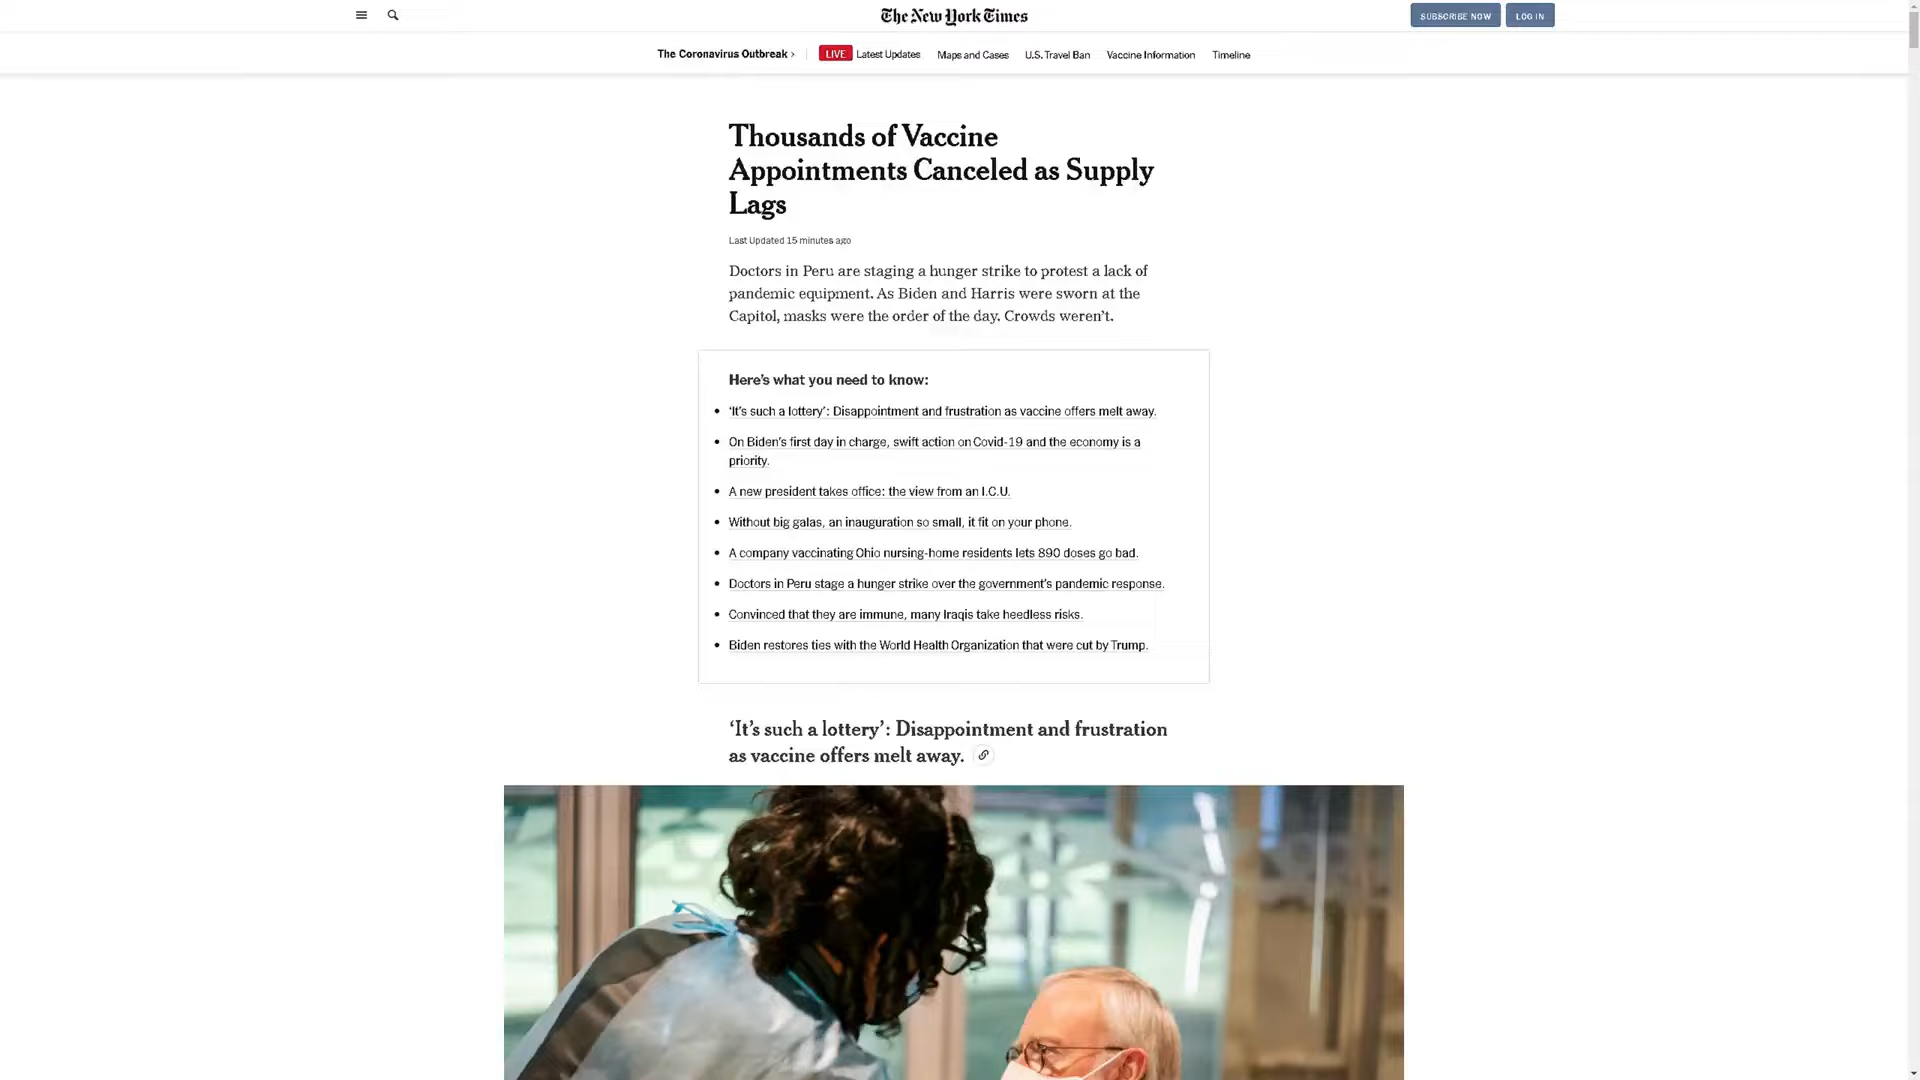 The New York Times
SUBSCRIBE NOW
LOG IN
The Coronavirus Outbreak ›
LIVE Latest Updates
Maps and Cases
U.S. Travel Ban
Vaccine Information
Timeline
Thousands of Vaccine
Appointments Canceled as Supply
Lags
Last Updated 15 minutes ago
Doctors in Peru are staging a hunger strike to protest a lack of
pandemic equipment. As Biden and Harris were sworn at the
Capitol, masks were the order of the day. Crowds weren’t.
Here’s what you need to know:
‘It’s such a lottery’: Disappointment and frustration as vaccine offers melt away.
On Biden’s first day in charge, swift action on Covid-19 and the economy is a
priority.
A new president takes office: the view from an I.C.U.
Without big galas, an inauguration so small, it fit on your phone.
A company vaccinating Ohio nursing-home residents lets 890 doses go bad.
Doctors in Peru stage a hunger strike over the government’s pandemic response.
Convinced that they are immune, many Iraqis take heedless risks.
Biden restores ties with the World Health Organization that were cut by Trump.
‘It’s such a lottery’: Disappointment and frustration
as vaccine offers melt away.